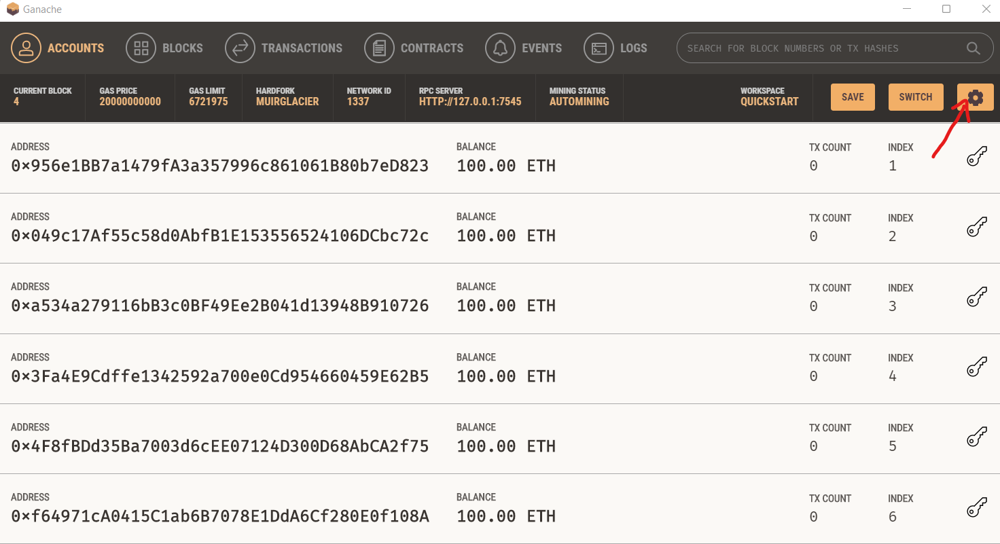 Ganache
ACCOUNTS BLOCKS TRANSACTIONS CONTRACTS EVENTS LOGS SEARCH FOR BLOCK NUMBERS OR TX HASHES
CURRENT BLOCK GAS PRICE GAS LIMIT HARDFORK NETWORK ID RPC SERVER MINING STATUS WORKSPACE
4 20000000000 6721975 MUIRGLACIER 1337 HTTP://127.0.0.1:7545 AUTOMINING QUICKSTART SAVE SWITCH
ADDRESS BALANCE TX COUNT INDEX
0×956e1BB7a1479fA3a357996c861061B80b7eD823 100.00 ETH 0 1
ADDRESS BALANCE TX COUNT INDEX
0×049c17Af55c58d0AbfB1E153556524106DCbc72c 100.00 ETH 0 2
ADDRESS BALANCE TX COUNT INDEX
0×a534a279116bB3c0BF49Ee2B041d13948B910726 100.00 ETH 0 3
ADDRESS BALANCE TX COUNT INDEX
0×3Fa4E9Cdffe1342592a700e0Cd954660459E62B5 100.00 ETH 0 4
ADDRESS BALANCE TX COUNT INDEX
0×4F8fBDd35Ba7003d6cEE07124D300D68AbCA2f75 100.00 ETH 0 5
ADDRESS BALANCE TX COUNT INDEX
0×f64971cA0415C1ab6B7078E1DdA6Cf280E0f108A 100.00 ETH 0 6